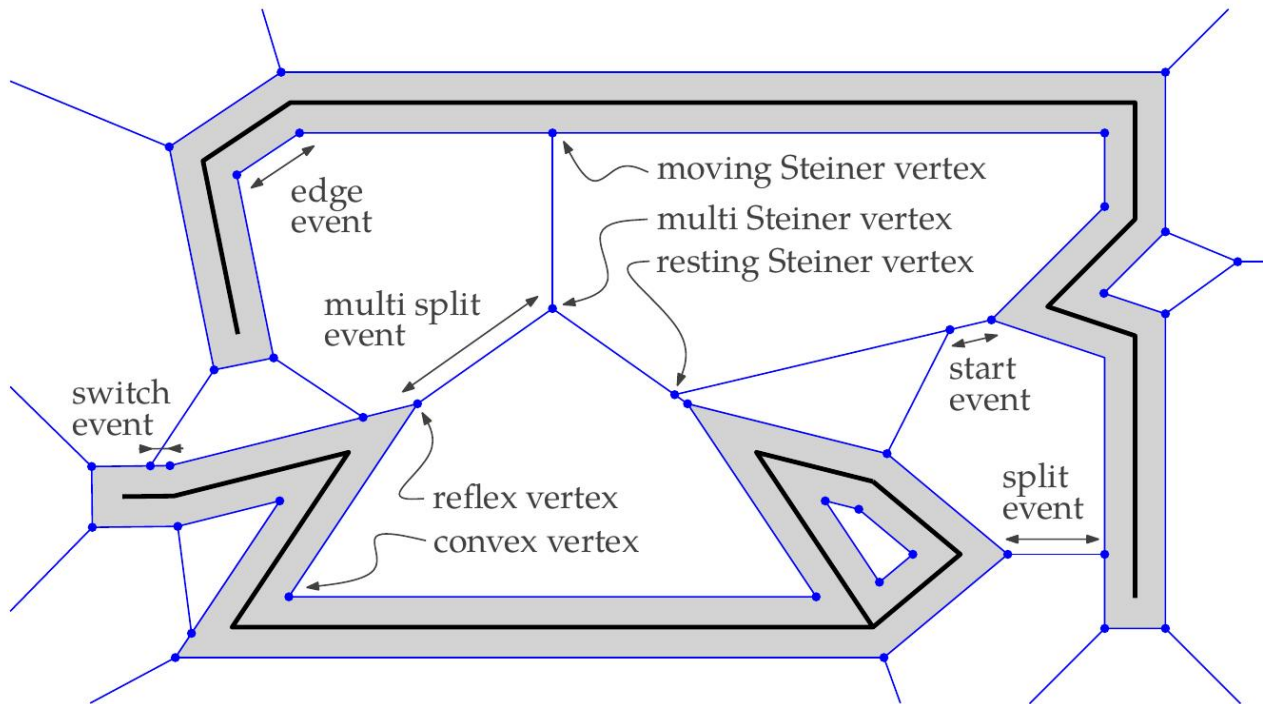 moving Steiner vertex
edge
event
multi Steiner vertex
resting Steiner vertex
multi split
event
start
event
switch
event
split
event
reflex vertex
convex vertex